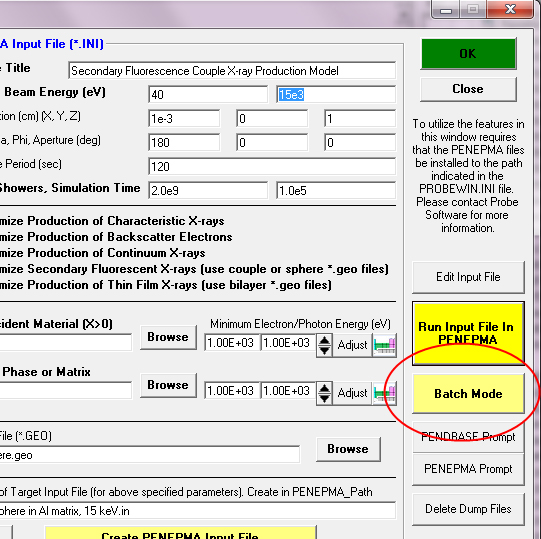 A Input File (*.INI)
e Title
Secondary Fluorescence Couple X-ray Production Model
Beam Energy (eV)
40
15e3
tion (cm) (X, Y, Z)
1e-3
0
1
a, Phi, Aperture (deg)
180
0
0
e Period (sec)
120
Showers, Simulation Time
2.0e9
1.0e5
mize Production of Characteristic X-rays
mize Production of Backscatter Electrons
mize Production of Continuum X-rays
mize Secondary Fluorescent X-rays (use couple or sphere *.geo files)
mize Production of Thin Film X-rays (use bilayer *.geo files)
cident Material (X>0)
Browse
Minimum Electron/Photon Energy (eV)
1.00E+03
1.00E+03
Adjust
Phase or Matrix
Browse
1.00E+03
1.00E+03
Adjust
File (*.GEO)
ere.geo
Browse
of Target Input File (for above specified parameters). Create in PENEPMA_Path
phere in Al matrix, 15 keV.in
Create PENEPMA Input File
OK
Close
To utilize the features in
this window requires
that the PENEPMA files
be installed to the path
indicated in the
PROBEWIN.INI file.
Please contact Probe
Software for more
information.
Edit Input File
Run Input File In
PENEPMA
Batch Mode
PENDBASE Prompt
PENEPMA Prompt
Delete Dump Files